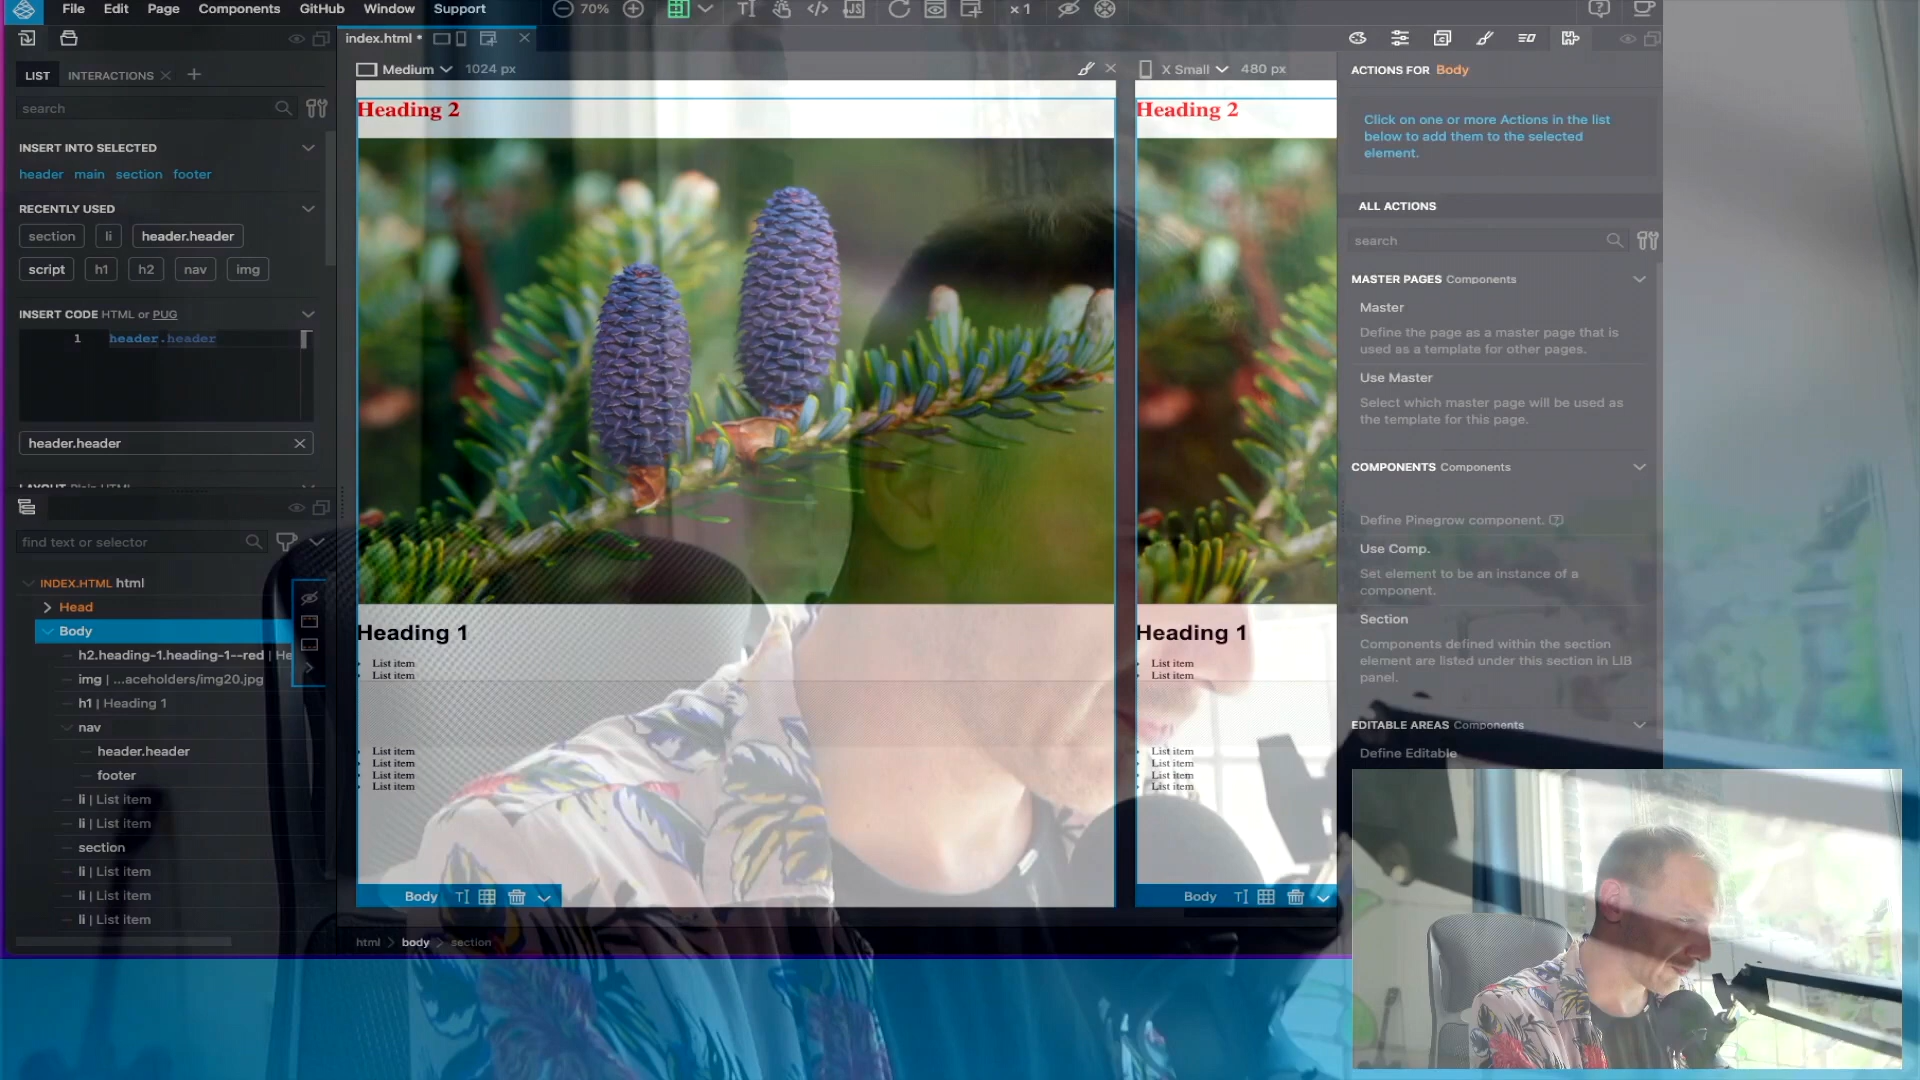 File Edit Page Components GitHub Window Support 70% x 1
index.html *
LIST INTERACTIONS
search
INSERT INTO SELECTED
header main section footer
RECENTLY USED
section li header.header
script h1 h2 nav img
INSERT CODE HTML or PUG
1 header.header
header.header
LAYOUT Plain HTML
find text or selector
INDEX.HTML html
Head
Body
h2.heading-1.heading-1--red | He
img | ...aceholders/img20.jpg
h1 | Heading 1
nav
header.header
footer
li | List item
li | List item
section
li | List item
li | List item
li | List item
Medium 1024 px
Heading 2
Heading 1
List item
List item
List item
List item
List item
List item
Body
html body section
X Small 480 px
Heading 2
Heading 1
List item
List item
List item
List item
List item
List item
Body
ACTIONS FOR Body
Click on one or more Actions in the list
below to add them to the selected
element.
ALL ACTIONS
search
MASTER PAGES Components
Master
Define the page as a master page that is
used as a template for other pages.
Use Master
Select which master page will be used as
the template for this page.
COMPONENTS Components
Define Pinegrow component.
Use Comp.
Set element to be an instance of a
component.
Section
Components defined within the section
element are listed under this section in LIB
panel.
EDITABLE AREAS Components
Define Editable